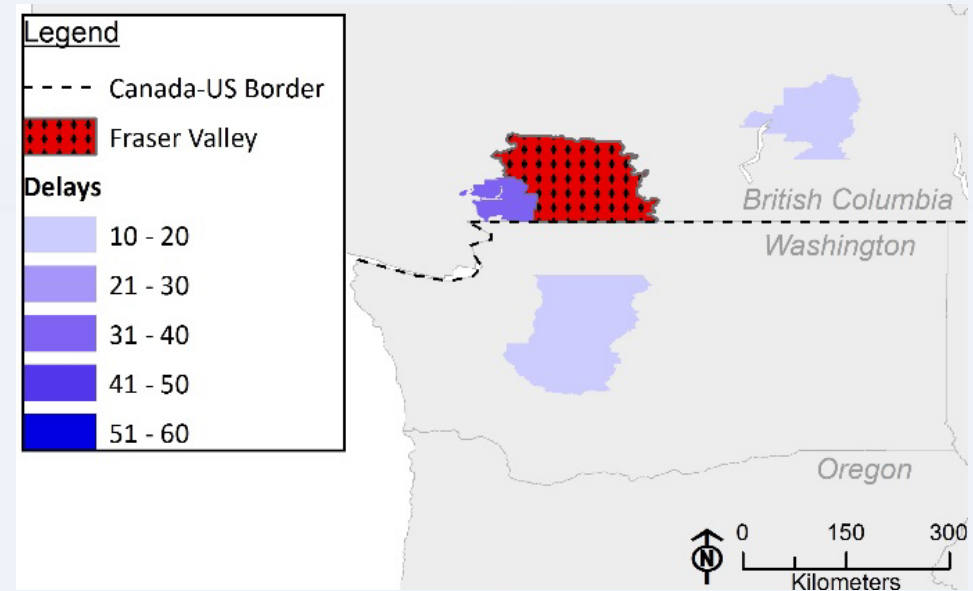 Legend
Canada-US Border
Fraser Valley
Delays
10 - 20
21 - 30
31 - 40
41 - 50
51 - 60
British Columbia
Washington
Oregon
N
0 150 300
Kilometers